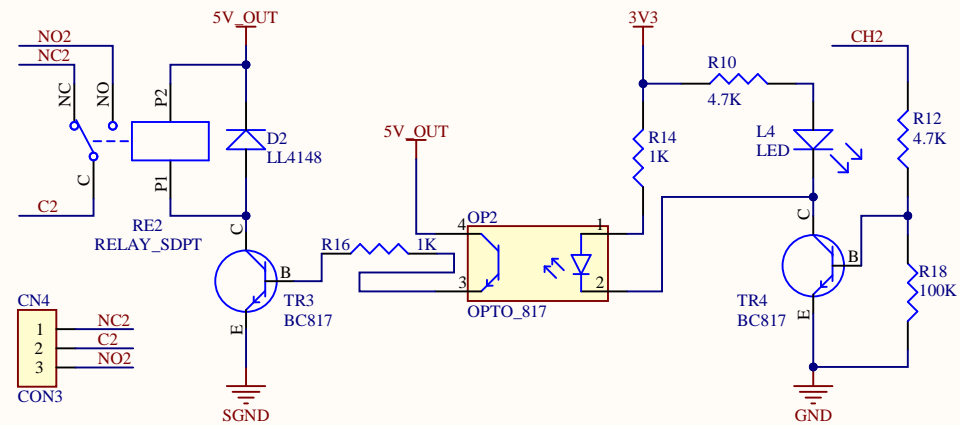 5V_OUT
3V3
NO2
NC2
CH2
R10
4.7K
NC
NO
P2
R12
4.7K
5V_OUT
D2
LL4148
R14
1K
L4
LED
C
P1
C2
RE2
RELAY_SDPT
C
R16
1K
OP2
4
1
3
2
OPTO_817
C
B
B
TR3
BC817
TR4
BC817
R18
100K
E
E
CN4
1
NC2
2
C2
3
NO2
CON3
SGND
GND